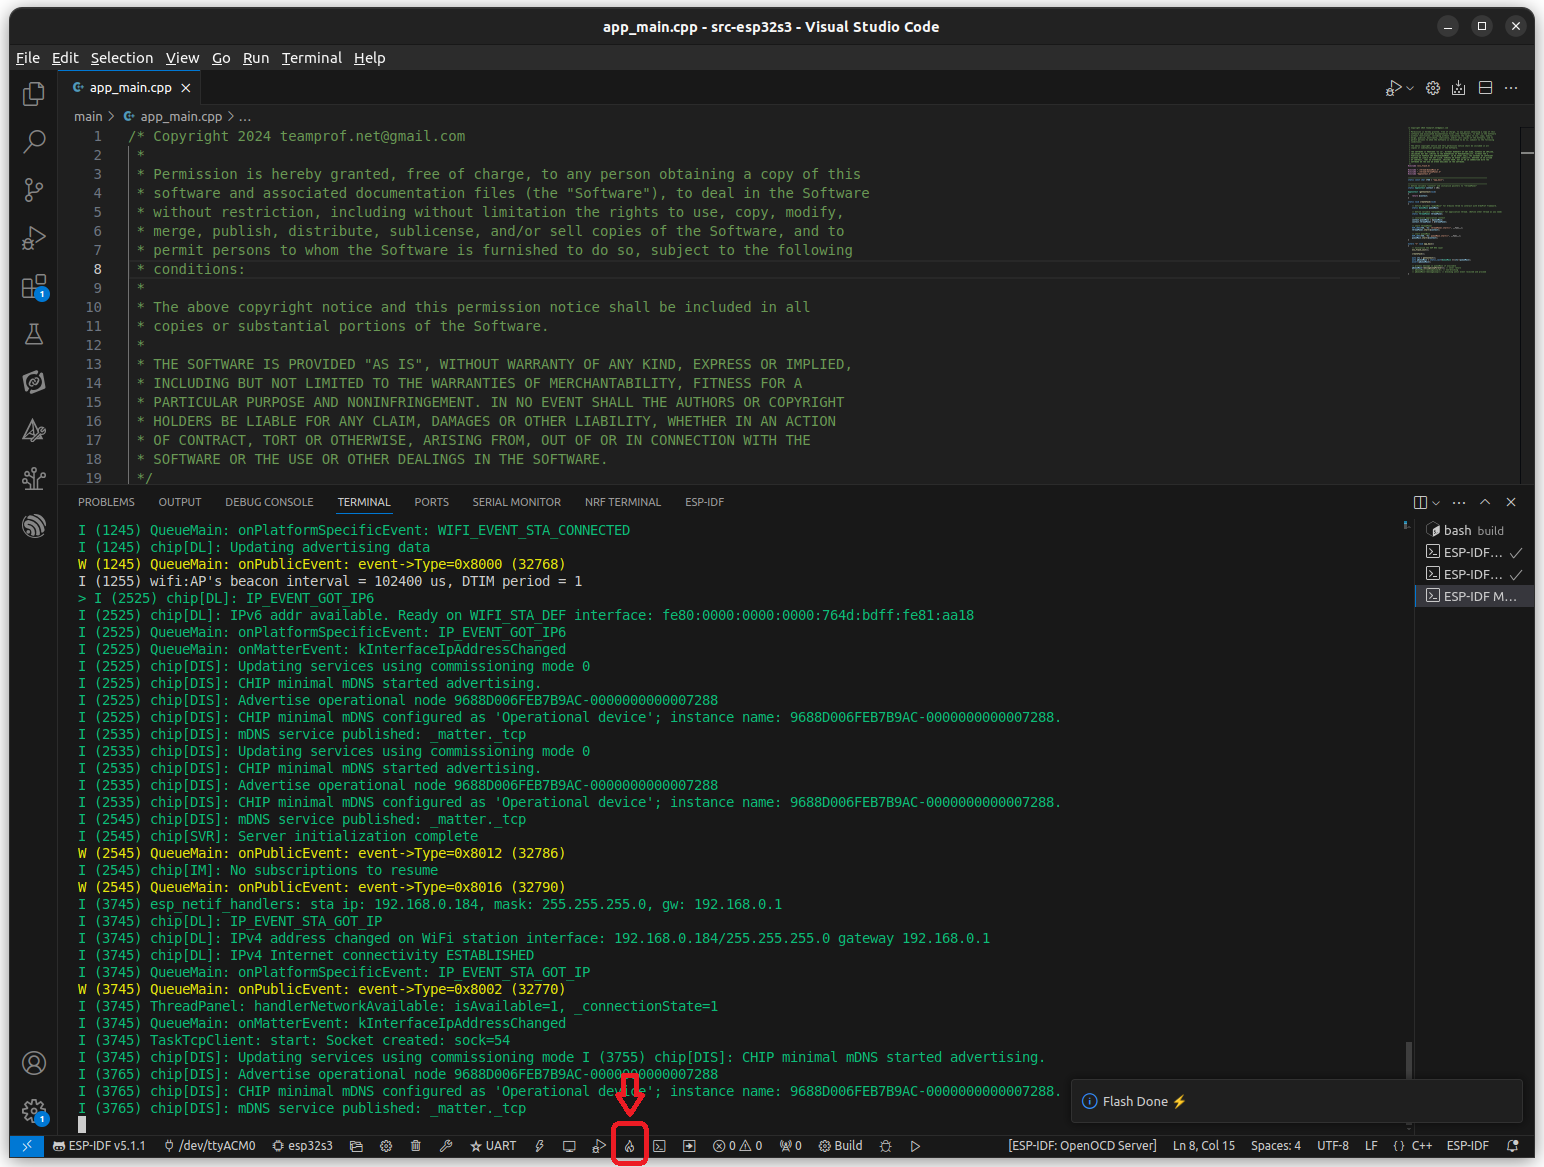 app_main.cpp - src-esp32s3 - Visual Studio Code
File Edit Selection View Go Run Terminal Help
app_main.cpp
main > app_main.cpp > ...
1 /* Copyright 2024 teamprof.net@gmail.com
2 *
3 * Permission is hereby granted, free of charge, to any person obtaining a copy of this
4 * software and associated documentation files (the "Software"), to deal in the Software
5 * without restriction, including without limitation the rights to use, copy, modify,
6 * merge, publish, distribute, sublicense, and/or sell copies of the Software, and to
7 * permit persons to whom the Software is furnished to do so, subject to the following
8 * conditions:
9 *
10 * The above copyright notice and this permission notice shall be included in all
11 * copies or substantial portions of the Software.
12 *
13 * THE SOFTWARE IS PROVIDED "AS IS", WITHOUT WARRANTY OF ANY KIND, EXPRESS OR IMPLIED,
14 * INCLUDING BUT NOT LIMITED TO THE WARRANTIES OF MERCHANTABILITY, FITNESS FOR A
15 * PARTICULAR PURPOSE AND NONINFRINGEMENT. IN NO EVENT SHALL THE AUTHORS OR COPYRIGHT
16 * HOLDERS BE LIABLE FOR ANY CLAIM, DAMAGES OR OTHER LIABILITY, WHETHER IN AN ACTION
17 * OF CONTRACT, TORT OR OTHERWISE, ARISING FROM, OUT OF OR IN CONNECTION WITH THE
18 * SOFTWARE OR THE USE OR OTHER DEALINGS IN THE SOFTWARE.
19 */
PROBLEMS OUTPUT DEBUG CONSOLE TERMINAL PORTS SERIAL MONITOR NRF TERMINAL ESP-IDF
I (1245) QueueMain: onPlatformSpecificEvent: WIFI_EVENT_STA_CONNECTED
I (1245) chip[DL]: Updating advertising data
W (1245) QueueMain: onPublicEvent: event->Type=0x8000 (32768)
I (1255) wifi:AP's beacon interval = 102400 us, DTIM period = 1
> I (2525) chip[DL]: IP_EVENT_GOT_IP6
I (2525) chip[DL]: IPv6 addr available. Ready on WIFI_STA_DEF interface: fe80:0000:0000:0000:764d:bdff:fe81:aa18
I (2525) QueueMain: onPlatformSpecificEvent: IP_EVENT_GOT_IP6
I (2525) QueueMain: onMatterEvent: kInterfaceIpAddressChanged
I (2525) chip[DIS]: Updating services using commissioning mode 0
I (2525) chip[DIS]: CHIP minimal mDNS started advertising.
I (2525) chip[DIS]: Advertise operational node 9688D006FEB7B9AC-0000000000007288
I (2525) chip[DIS]: CHIP minimal mDNS configured as 'Operational device'; instance name: 9688D006FEB7B9AC-0000000000007288.
I (2535) chip[DIS]: mDNS service published: _matter._tcp
I (2535) chip[DIS]: Updating services using commissioning mode 0
I (2535) chip[DIS]: CHIP minimal mDNS started advertising.
I (2535) chip[DIS]: Advertise operational node 9688D006FEB7B9AC-0000000000007288
I (2535) chip[DIS]: CHIP minimal mDNS configured as 'Operational device'; instance name: 9688D006FEB7B9AC-0000000000007288.
I (2535) chip[DIS]: mDNS service published: _matter._tcp
I (2545) chip[SVR]: Server initialization complete
W (2545) QueueMain: onPublicEvent: event->Type=0x8012 (32786)
I (2545) chip[IM]: No subscriptions to resume
W (2545) QueueMain: onPublicEvent: event->Type=0x8016 (32790)
I (3745) esp_netif_handlers: sta ip: 192.168.0.184, mask: 255.255.255.0, gw: 192.168.0.1
I (3745) chip[DL]: IP_EVENT_STA_GOT_IP
I (3745) chip[DL]: IPv4 address changed on WiFi station interface: 192.168.0.184/255.255.255.0 gateway 192.168.0.1
I (3745) chip[DL]: IPv4 Internet connectivity ESTABLISHED
I (3745) QueueMain: onPlatformSpecificEvent: IP_EVENT_STA_GOT_IP
W (3745) QueueMain: onPublicEvent: event->Type=0x8002 (32770)
I (3745) ThreadPanel: handlerNetworkAvailable: isAvailable=1, _connectionState=1
I (3745) QueueMain: onMatterEvent: kInterfaceIpAddressChanged
I (3745) TaskTcpClient: start: Socket created: sock=54
I (3745) chip[DIS]: Updating services using commissioning mode I (3755) chip[DIS]: CHIP minimal mDNS started advertising.
I (3765) chip[DIS]: Advertise operational node 9688D006FEB7B9AC-0000000000007288
I (3765) chip[DIS]: CHIP minimal mDNS configured as 'Operational device'; instance name: 9688D006FEB7B9AC-0000000000007288.
I (3765) chip[DIS]: mDNS service published: _matter._tcp
bash build
ESP-IDF...
ESP-IDF...
ESP-IDF M...
1
1
Flash Done
ESP-IDF v5.1.1 /dev/ttyACM0 esp32s3 UART 0 0 0 Build [ESP-IDF: OpenOCD Server] Ln 8, Col 15 Spaces: 4 UTF-8 LF {} C++ ESP-IDF